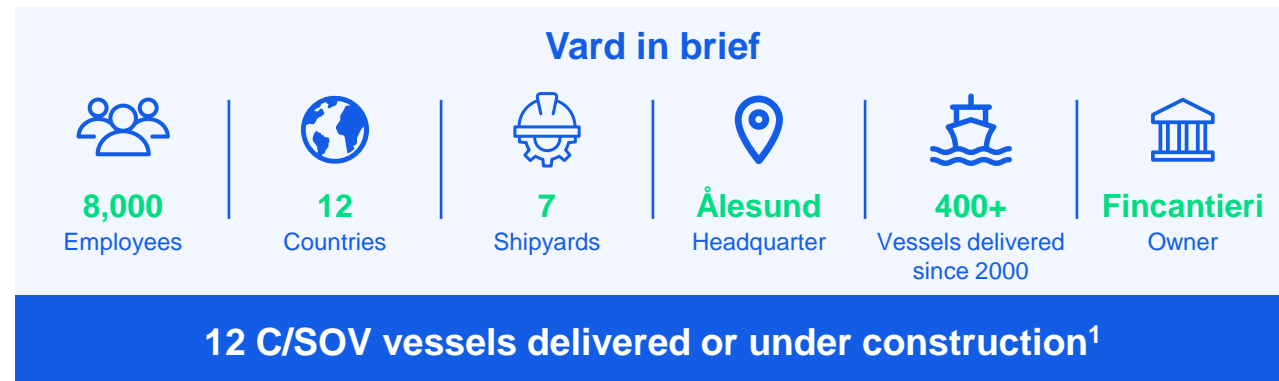 Vard in brief
8,000
Employees
12
Countries
7
Shipyards
Ålesund
Headquarter
400+
Vessels delivered
since 2000
Fincantieri
Owner
12 C/SOV vessels delivered or under construction¹